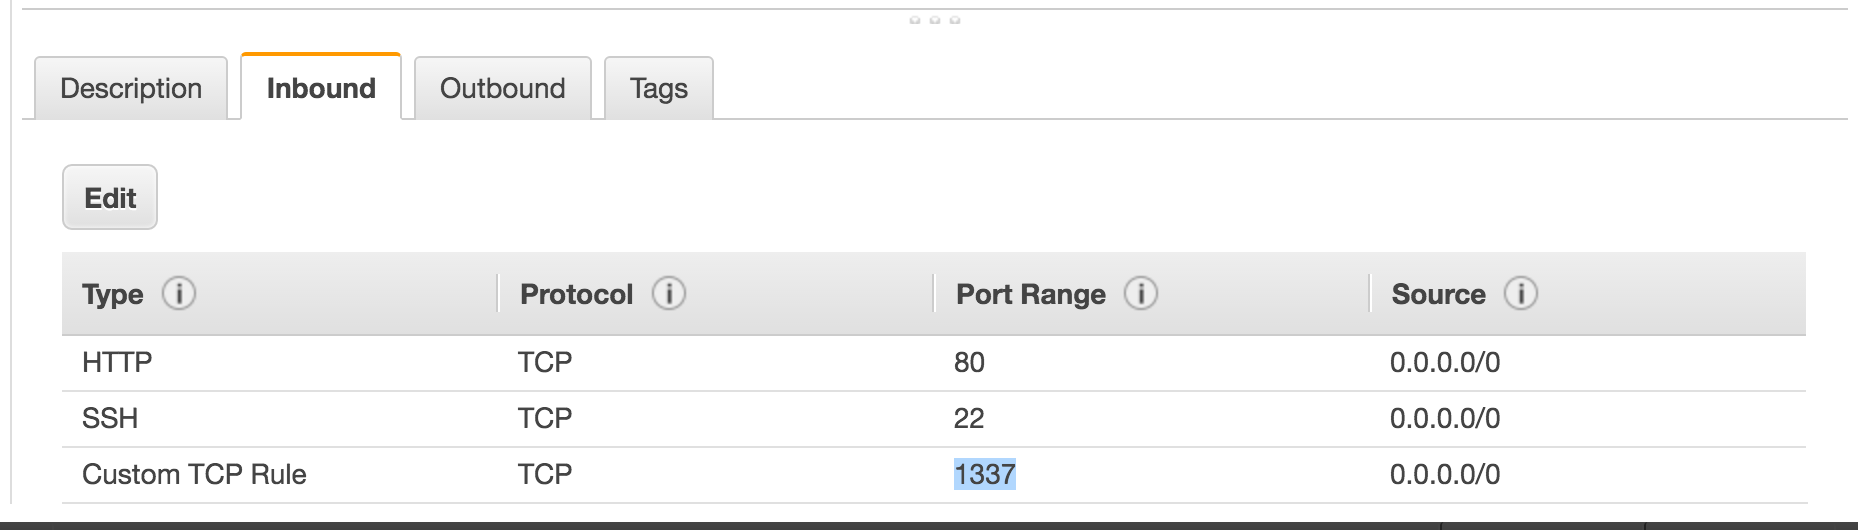 Description Inbound Outbound Tags
Edit
Type i Protocol i Port Range i Source i
HTTP TCP 80 0.0.0.0/0
SSH TCP 22 0.0.0.0/0
Custom TCP Rule TCP 1337 0.0.0.0/0